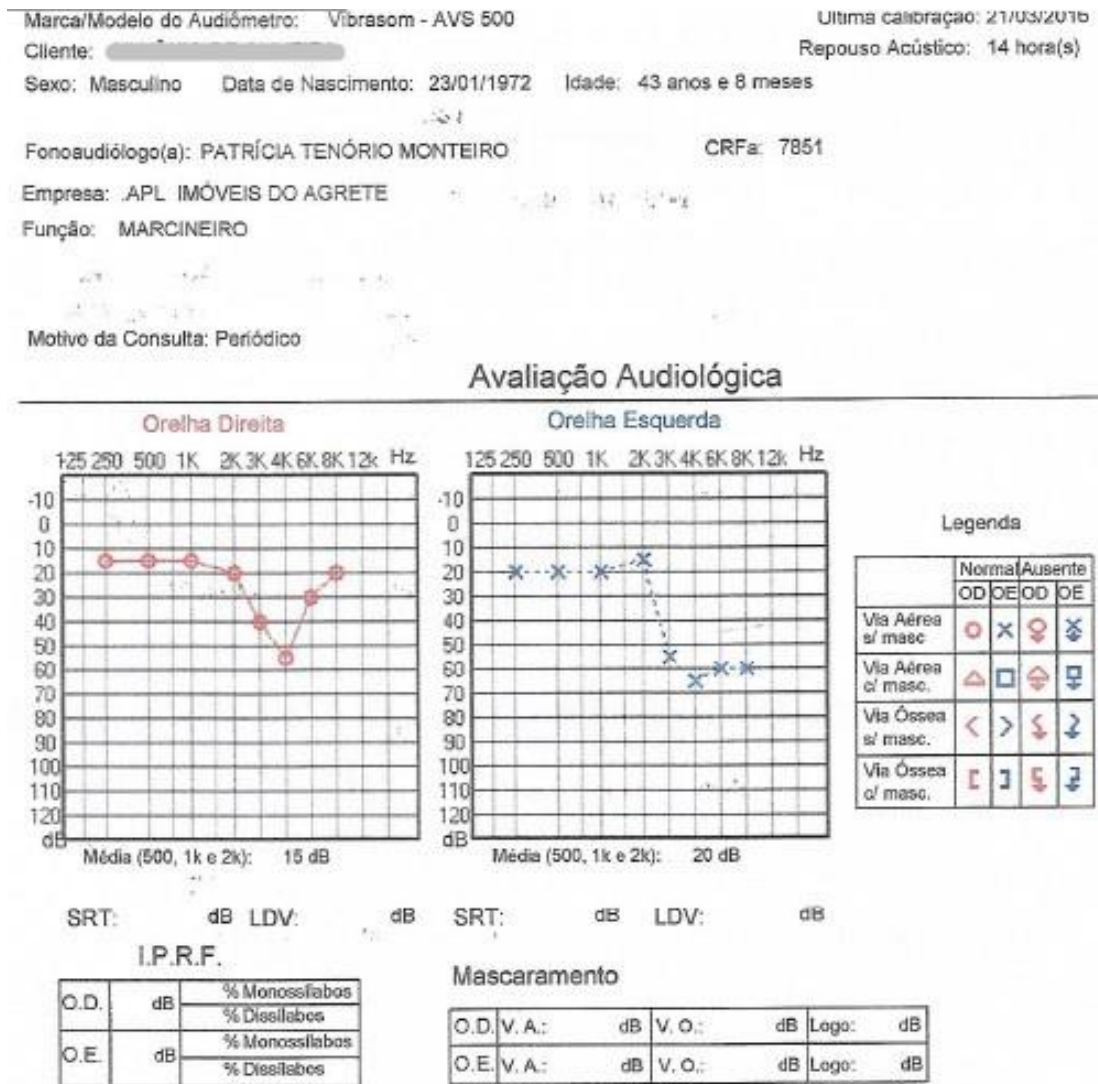 Marca/Modelo do Audiômetro: Vibrasom - AVS 500 Última calibração: 21/03/2016
Cliente: Repouso Acústico: 14 hora(s)
Sexo: Masculino Data de Nascimento: 23/01/1972 Idade: 43 anos e 8 meses
Fonoaudiólogo(a): PATRÍCIA TENÓRIO MONTEIRO CRFa: 7851
Empresa: .APL IMÓVEIS DO AGRETE
Função: MARCINEIRO
Motivo da Consulta: Periódico
Avaliação Audiológica
Orelha Direita
125 250 500 1K 2K 3K 4K 6K 8K 12k Hz
-10
0
10
20
30
40
50
60
70
80
90
100
110
120
dB
Média (500, 1k e 2k): 15 dB
Orelha Esquerda
125 250 500 1K 2K 3K 4K 6K 8K 12k Hz
-10
0
10
20
30
40
50
60
70
80
90
100
110
120
dB
Média (500, 1k e 2k): 20 dB
Legenda
Normal Ausente
OD OE OD OE
Via Aérea
s/ masc
Via Aérea
c/ masc.
Via Óssea
s/ masc.
Via Óssea
c/ masc.
SRT: dB LDV: dB SRT: dB LDV: dB
I.P.R.F.
O.D. dB % Monossílabos
% Dissílabos
O.E. dB % Monossílabos
% Dissílabos
Mascaramento
O.D. V. A.: dB V. O.: dB Logo: dB
O.E. V. A.: dB V. O.: dB Logo: dB